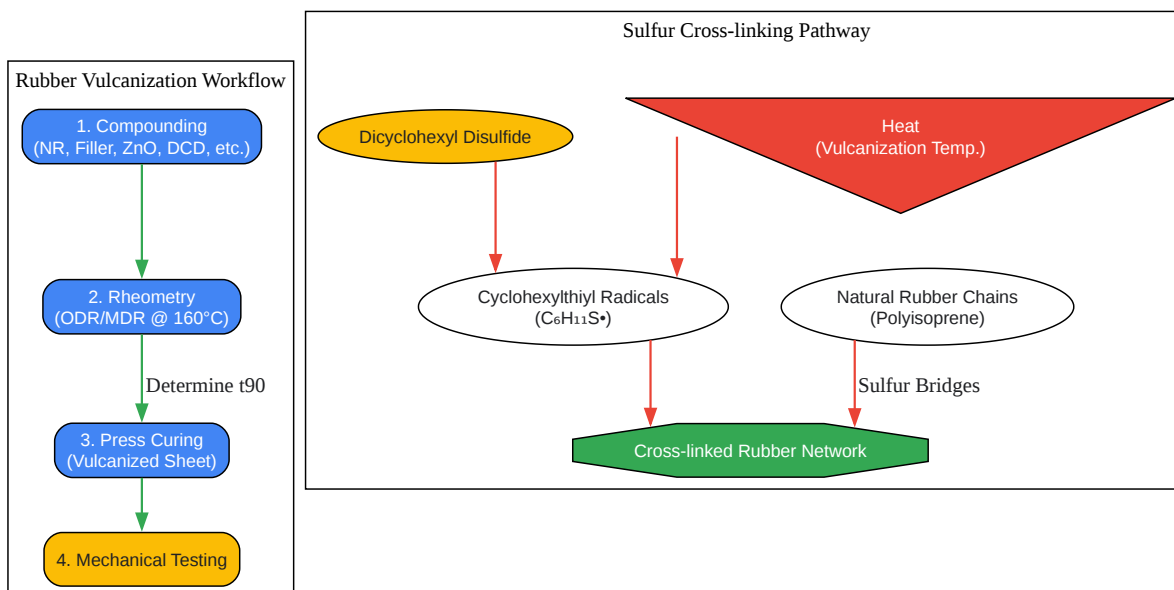 Rubber Vulcanization Workflow
1. Compounding
(NR, Filler, ZnO, DCD, etc.)
2. Rheometry
(ODR/MDR @ 160°C)
Determine t90
3. Press Curing
(Vulcanized Sheet)
4. Mechanical Testing
Sulfur Cross-linking Pathway
Dicyclohexyl Disulfide
Heat
(Vulcanization Temp.)
Cyclohexylthiyl Radicals
(C₆H₁₁S•)
Natural Rubber Chains
(Polyisoprene)
Sulfur Bridges
Cross-linked Rubber Network